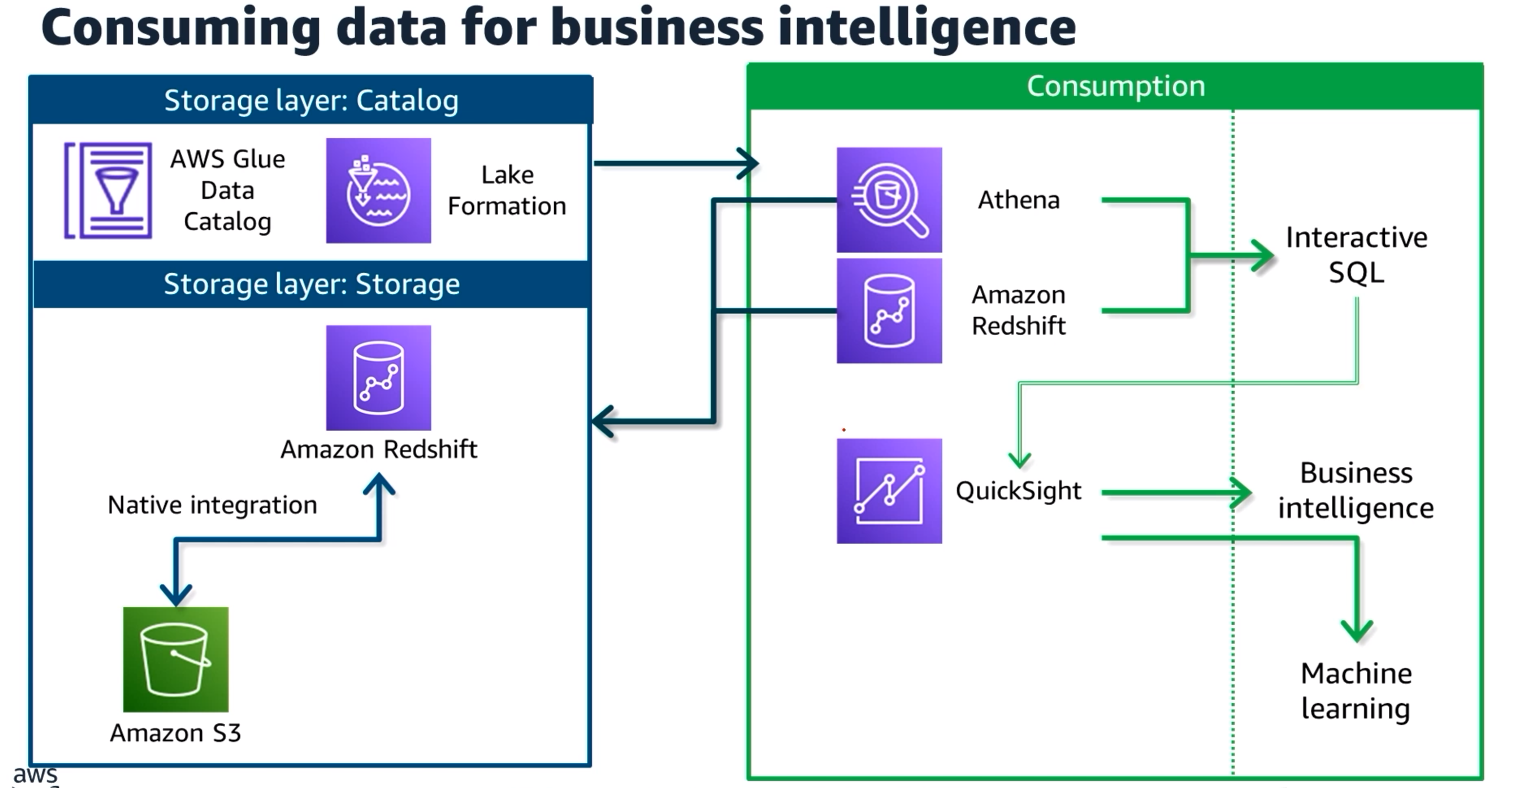 Consuming data for business intelligence
Storage layer: Catalog
AWS Glue
Data
Catalog
Lake
Formation
Storage layer: Storage
Amazon Redshift
Native integration
Amazon S3
aws
Consumption
Athena
Amazon
Redshift
Interactive
SQL
QuickSight
Business
intelligence
Machine
learning